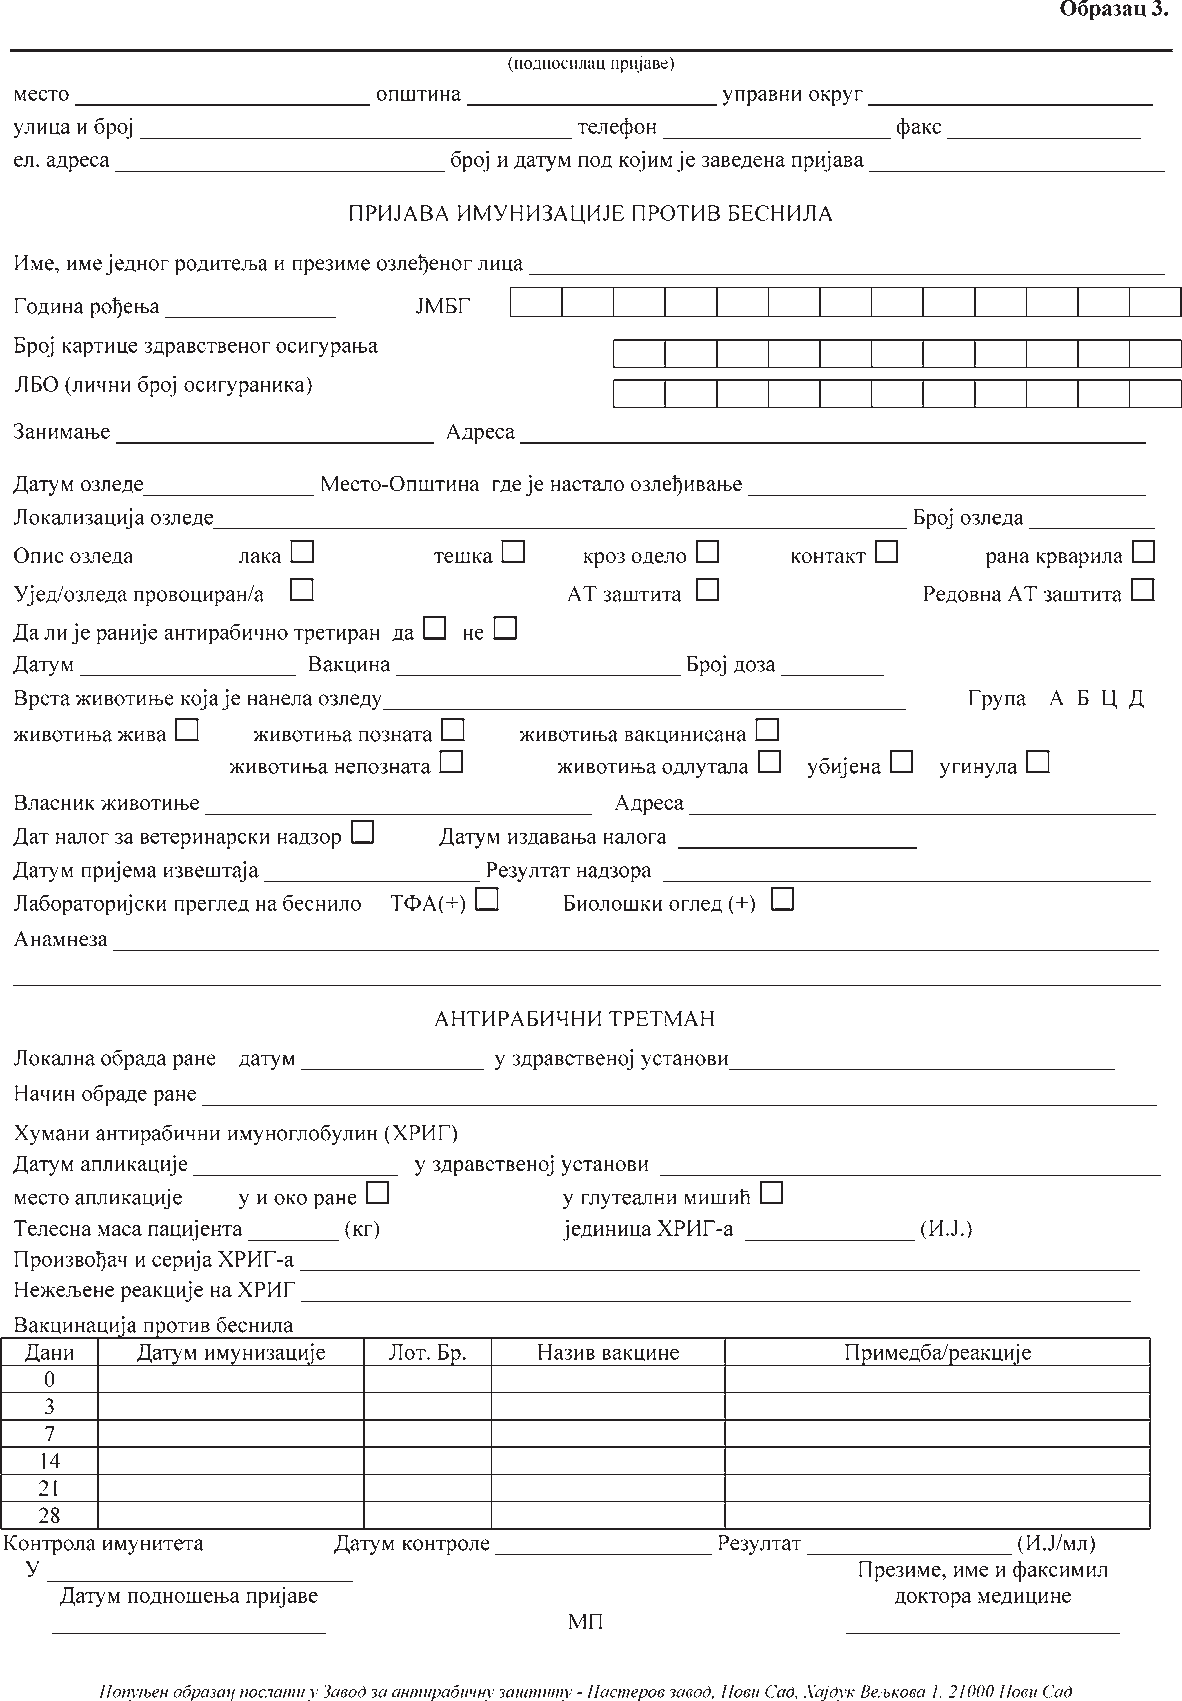 Образац 3.
(подносилац пријаве)
место општина управни округ
улица и број телефон факс
ел. адреса број и датум под којим је заведена пријава
ПРИЈАВА ИМУНИЗАЦИЈЕ ПРОТИВ БЕСНИЛА
Име, име једног родитеља и презиме озлеђеног лица
Година рођења ЈМБГ
Број картице здравственог осигурања
ЛБО (лични број осигураника)
Занимање Адреса
Датум озледе Место-Општина где је настало озлеђивање
Локализација озледе Број озледа
Опис озледа лака тешка кроз одело контакт рана крварила
Ујед/озледа провоциран/а АТ заштита Редовна АТ заштита
Да ли је раније антирабично третиран да не
Датум Вакцина Број доза
Врста животиње која је нанела озледу Група А Б Ц Д
животиња жива животиња позната животиња вакцинисана
животиња непозната животиња одлутала убијена угинула
Власник животиње Адреса
Дат налог за ветеринарски надзор Датум издавања налога
Датум пријема извештаја Резултат надзора
Лабораторијски преглед на беснило ТФА(+) Биолошки оглед (+)
Анамнеза
АНТИРАБИЧНИ ТРЕТМАН
Локална обрада ране датум у здравственој установи
Начин обраде ране
Хумани антирабични имуноглобулин (ХРИГ)
Датум апликације у здравственој установи
место апликације у и око ране у глутеални мишић
Телесна маса пацијента (кг) јединица ХРИГ-а (И.Ј.)
Произвођач и серија ХРИГ-а
Нежељене реакције на ХРИГ
Вакцинација против беснила
Дани Датум имунизације Лот. Бр. Назив вакцине Примедба/реакције
0
3
7
14
21
28
Контрола имунитета Датум контроле Резултат (И.Ј/мл)
У Презиме, име и факсимил
Датум подношења пријаве доктора медицине
МП
Попуњен образац послати у Завод за антирабичну заштиту - Пастеров завод, Нови Сад, Хајдук Вељкова 1, 21000 Нови Сад